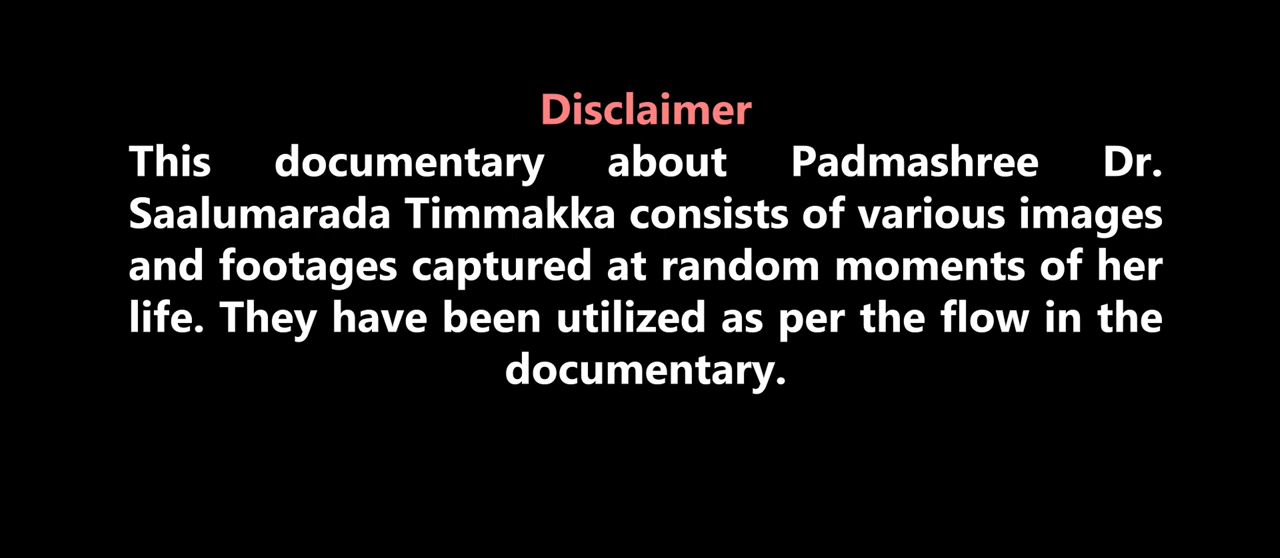 Disclaimer
This documentary about Padmashree Dr.
Saalumarada Timmakka consists of various images
and footages captured at random moments of her
life. They have been utilized as per the flow in the
documentary.